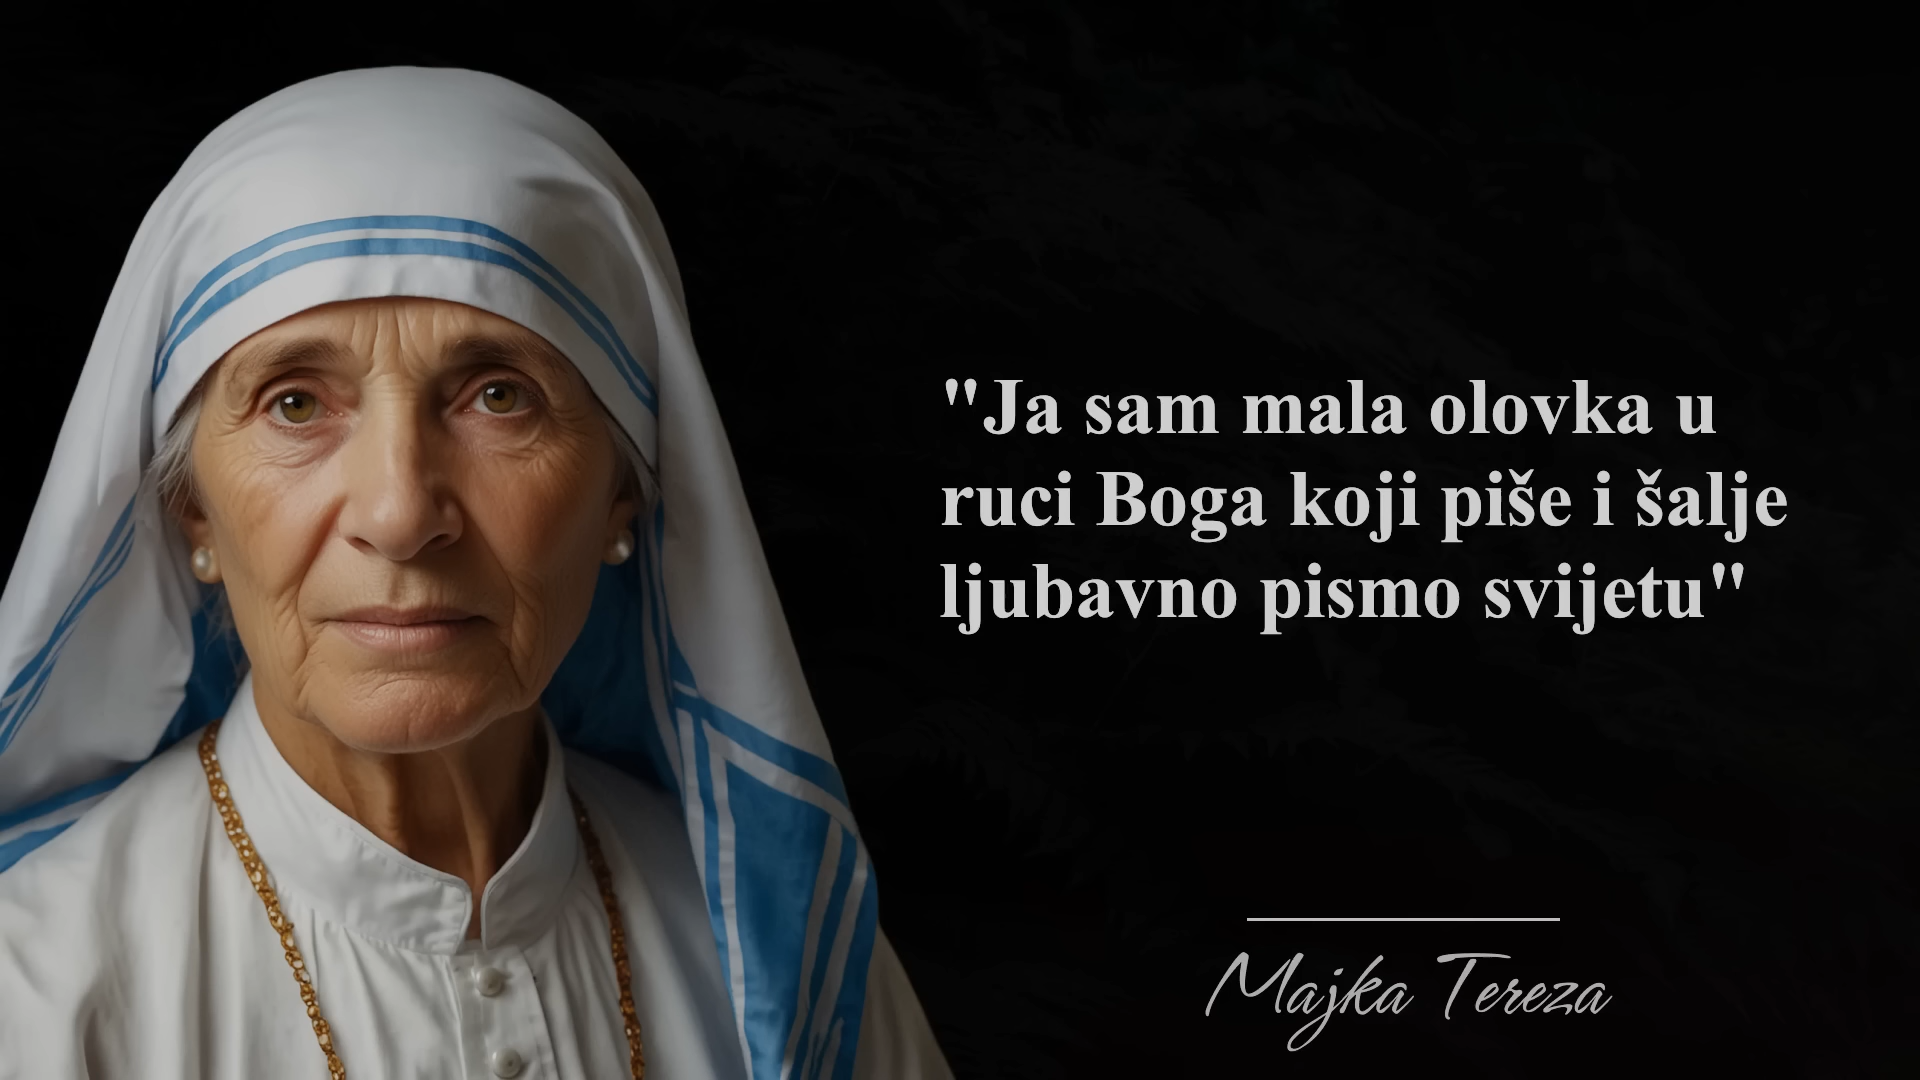 "Ja sam mala olovka u
ruci Boga koji piše i šalje
ljubavno pismo svijetu"
Majka Tereza